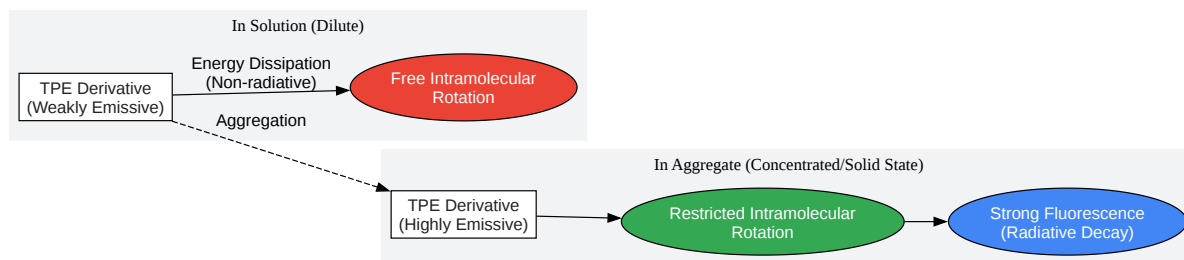 In Solution (Dilute)
Energy Dissipation
(Non-radiative)
TPE Derivative
(Weakly Emissive)
Free Intramolecular
Rotation
Aggregation
In Aggregate (Concentrated/Solid State)
TPE Derivative
(Highly Emissive)
Restricted Intramolecular
Rotation
Strong Fluorescence
(Radiative Decay)